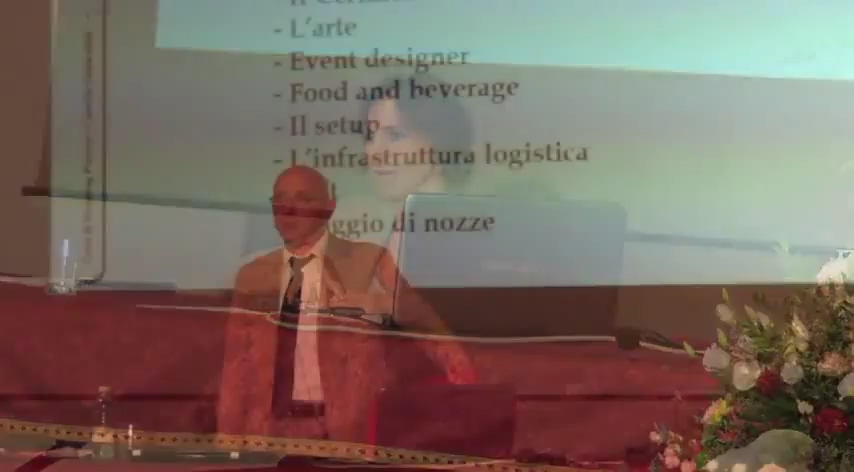 - L'arte
- Event designer
- Food and beverage
- Il setup
- L'infrastruttura logistica
ggio di nozze